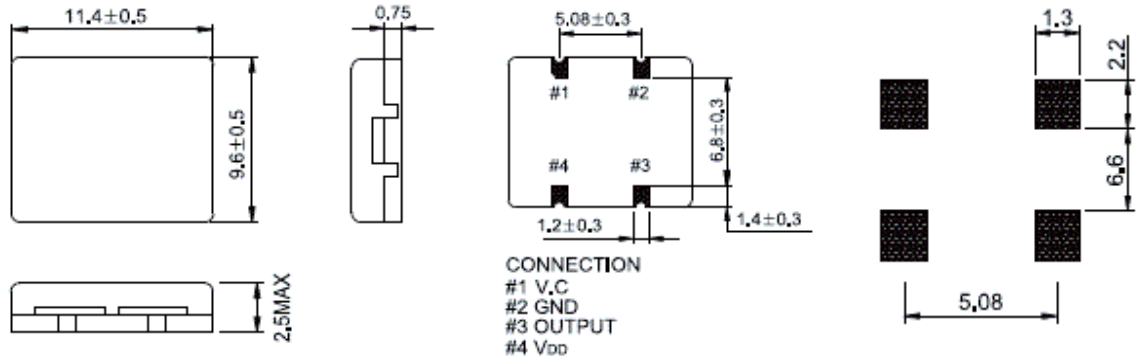 11.4±0.5
9.6±0.5
2.5MAX
0.75
5.08±0.3
#1 #2
#4 #3
6.8±0.3
1.2±0.3
1.4±0.3
CONNECTION
#1 V.C
#2 GND
#3 OUTPUT
#4 VDD
1.3
2.2
6.6
5.08